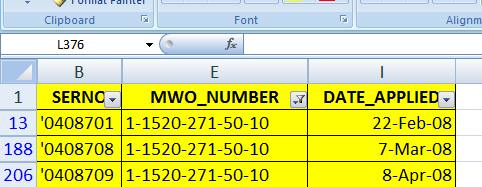 Format Painter
Font
Alignm
L376
fx
B E I
1 SERNO MWO_NUMBER DATE_APPLIED
13 '0408701 1-1520-271-50-10 22-Feb-08
188 '0408708 1-1520-271-50-10 7-Mar-08
206 '0408709 1-1520-271-50-10 8-Apr-08